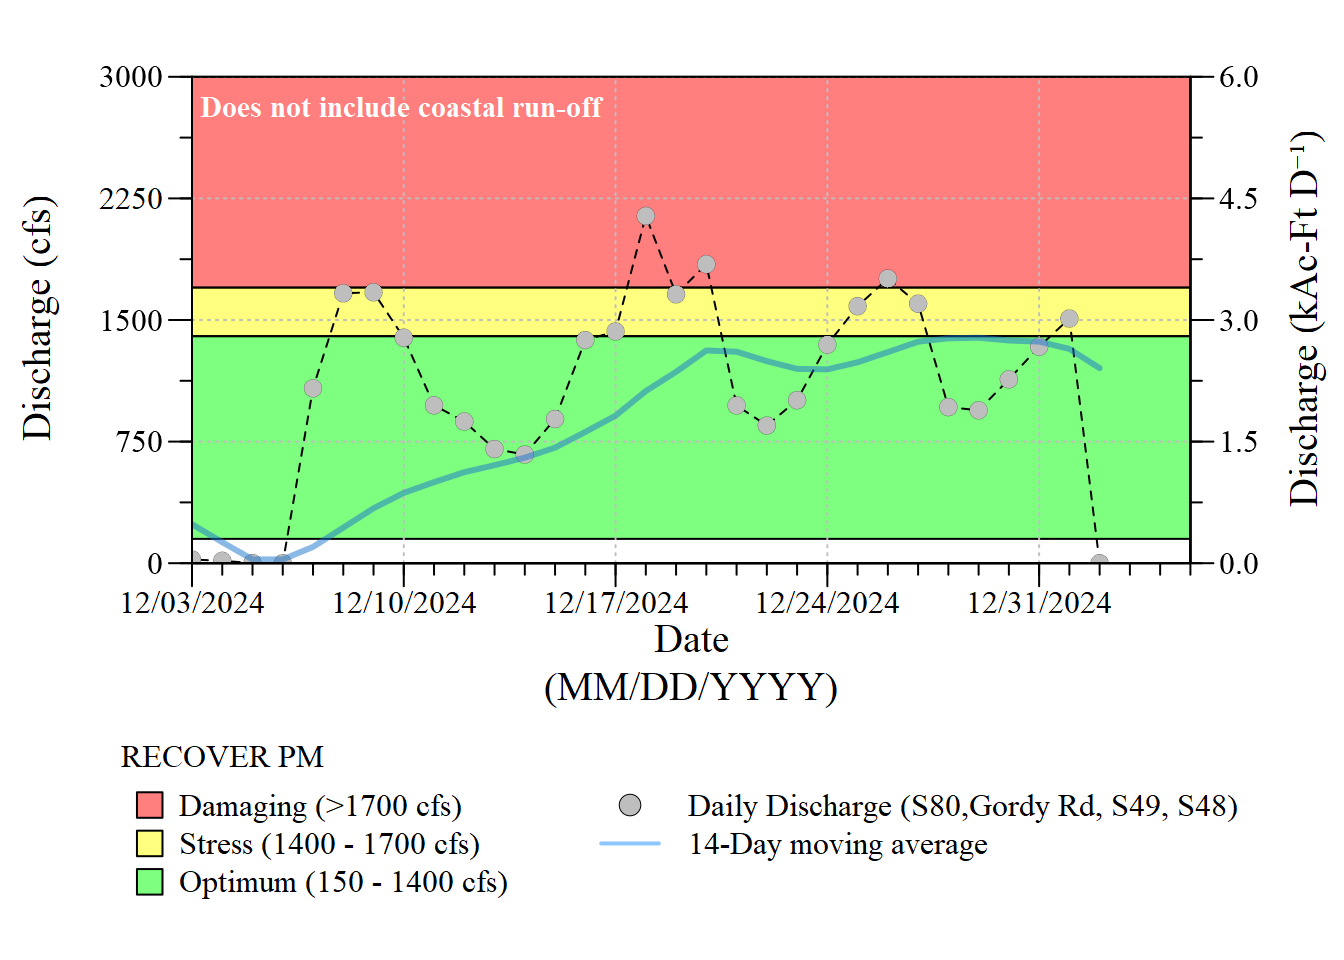 Does not include coastal run-off
3000
2250
1500
750
0
Discharge (cfs)
6.0
4.5
3.0
1.5
0.0
Discharge (kAc-Ft D⁻¹)
12/03/2024 12/10/2024 12/17/2024 12/24/2024 12/31/2024
Date
(MM/DD/YYYY)
RECOVER PM
Damaging (>1700 cfs)
Stress (1400 - 1700 cfs)
Optimum (150 - 1400 cfs)
Daily Discharge (S80,Gordy Rd, S49, S48)
14-Day moving average